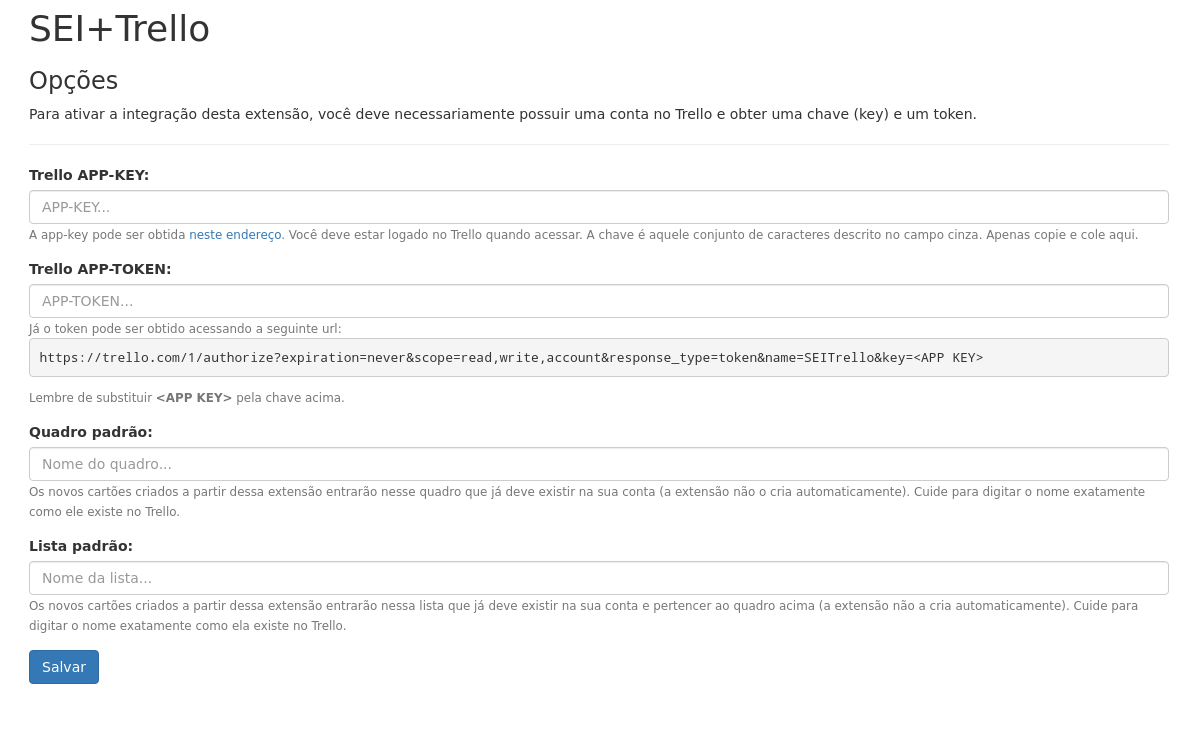 SEI+Trello
Opções
Para ativar a integração desta extensão, você deve necessariamente possuir uma conta no Trello e obter uma chave (key) e um token.
Trello APP-KEY:
APP-KEY...
A app-key pode ser obtida neste endereço. Você deve estar logado no Trello quando acessar. A chave é aquele conjunto de caracteres descrito no campo cinza. Apenas copie e cole aqui.
Trello APP-TOKEN:
APP-TOKEN...
Já o token pode ser obtido acessando a seguinte url:
https://trello.com/1/authorize?expiration=never&scope=read,write,account&response_type=token&name=SEITrello&key=<APP KEY>
Lembre de substituir <APP KEY> pela chave acima.
Quadro padrão:
Nome do quadro...
Os novos cartões criados a partir dessa extensão entrarão nesse quadro que já deve existir na sua conta (a extensão não o cria automaticamente). Cuide para digitar o nome exatamente
como ele existe no Trello.
Lista padrão:
Nome da lista...
Os novos cartões criados a partir dessa extensão entrarão nessa lista que já deve existir na sua conta e pertencer ao quadro acima (a extensão não a cria automaticamente). Cuide para
digitar o nome exatamente como ela existe no Trello.
Salvar